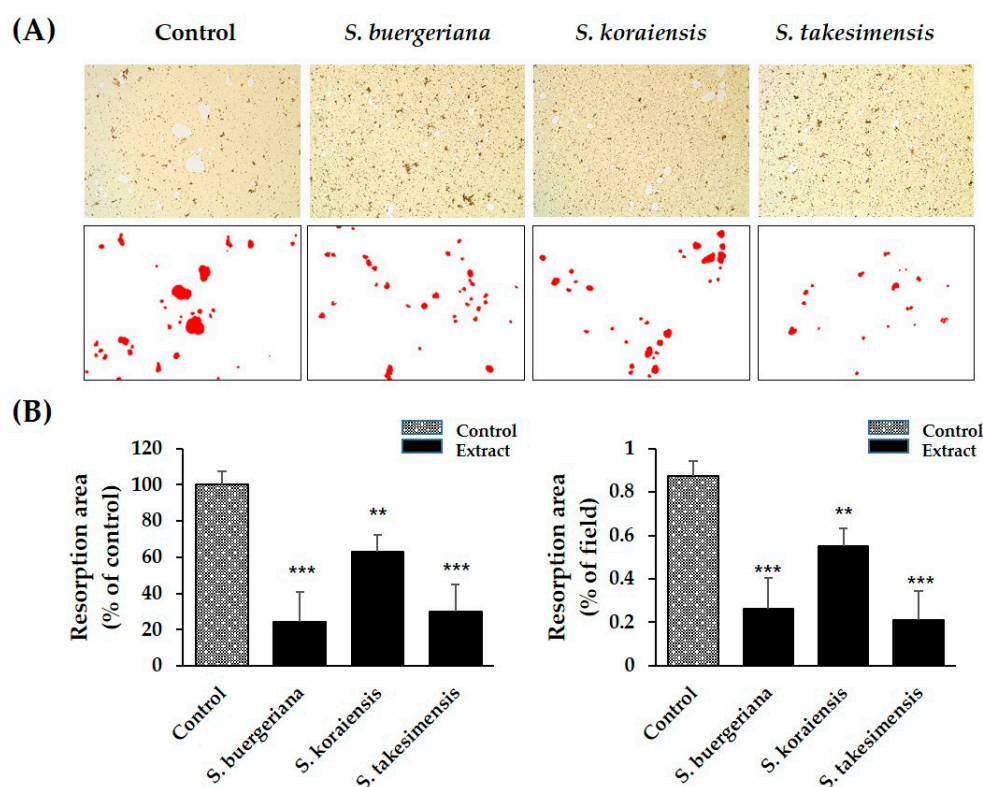 (A)
Control S. buergeriana S. koraiensis S. takesimensis
(B)
Control
Extract
Resorption area
(% of control)
120
100
80
60
40
20
0
***
**
***
Control
S. buergeriana
S. koraiensis
S. takesimensis
Control
Extract
Resorption area
(% of field)
1
0.8
0.6
0.4
0.2
0
***
**
***
Control
S. buergeriana
S. koraiensis
S. takesimensis